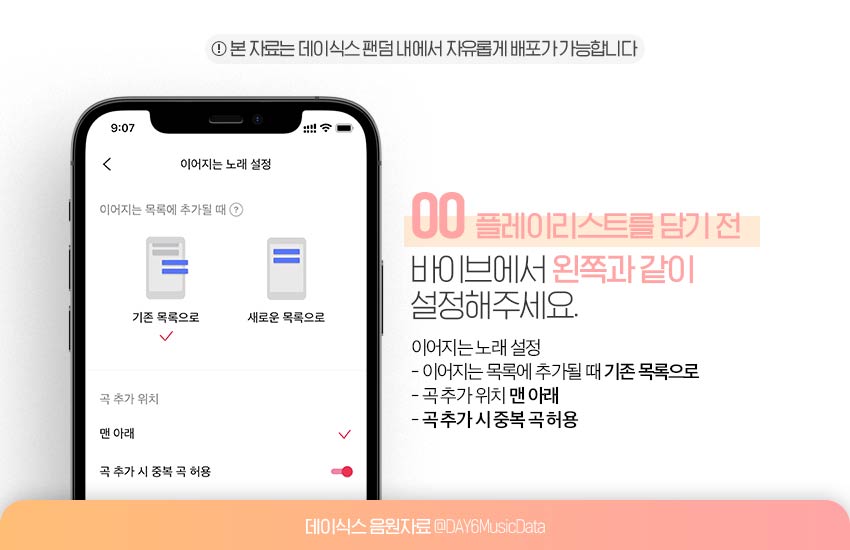 ! 본 자료는 데이식스 팬덤 내에서 자유롭게 배포가 가능합니다
9:07
이어지는 노래 설정
이어지는 목록에 추가될 때 ?
기존 목록으로
새로운 목록으로
곡 추가 위치
맨 아래
곡 추가 시 중복 곡 허용
00 플레이리스트를 담기 전
바이브에서 왼쪽과 같이
설정해주세요.
이어지는 노래 설정
- 이어지는 목록에 추가될 때 기존 목록으로
- 곡 추가 위치 맨 아래
- 곡 추가 시 중복 곡 허용
데이식스 음원자료 @DAY6MusicData